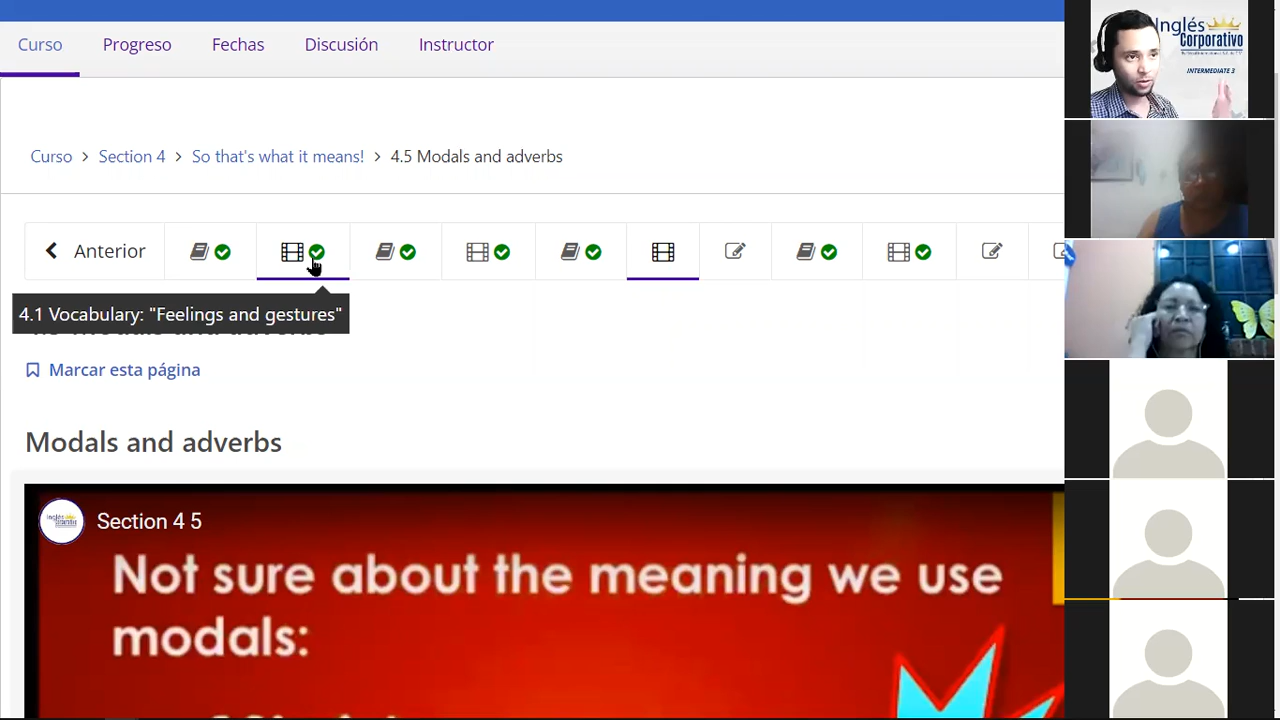 Curso
Progreso
Fechas
Discusión
Instructor
Curso > Section 4 > So that's what it means! > 4.5 Modals and adverbs
Anterior
4.1 Vocabulary: "Feelings and gestures"
Marcar esta página
Modals and adverbs
Section 4 5
Not sure about the meaning we use
modals:
Inglés
Corporativo
INTERMEDIATE 3